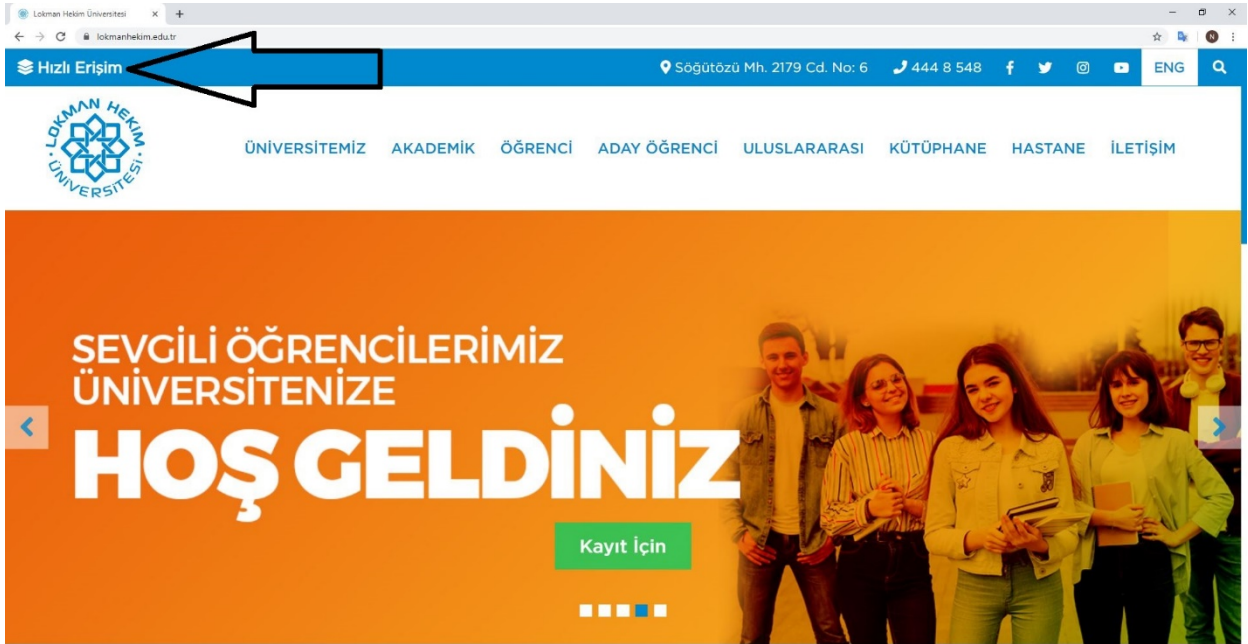 Lokman Hekim Üniversitesi
lokmanhekim.edu.tr
N
Hızlı Erişim
Söğütözü Mh. 2179 Cd. No: 6
444 8 548
ENG
LOKMAN HEKİM
ÜNİVERSİTESİ
ÜNİVERSİTEMİZ
AKADEMİK
ÖĞRENCİ
ADAY ÖĞRENCİ
ULUSLARARASI
KÜTÜPHANE
HASTANE
İLETİŞİM
SEVGİLİ ÖĞRENCİLERİMİZ
ÜNİVERSİTENİZE
HOŞ GELDİNİZ
Kayıt İçin